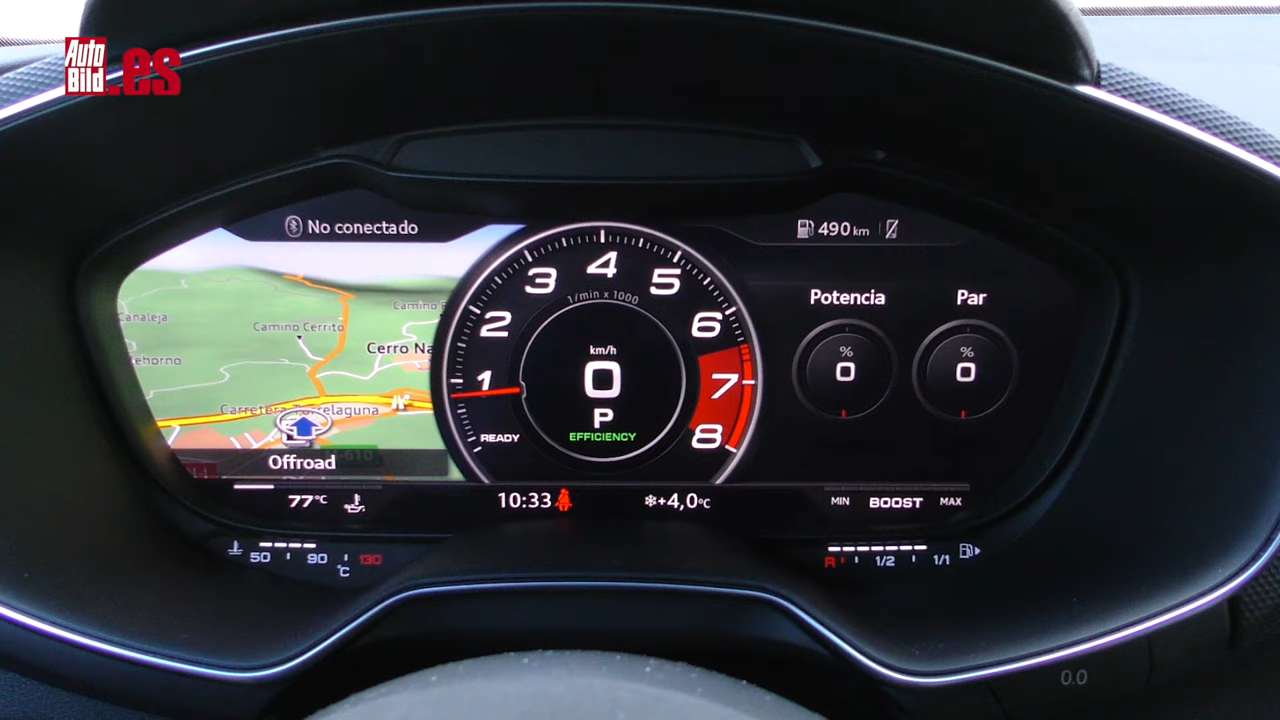 Auto
Bild
.es
No conectado
490 km
Canaleja
Camino Cerrito
Cerro Na
Carretera Torrelaguna
Offroad
77°C
1/min x 1000
1
2
3
4
5
6
7
8
km/h
0
P
EFFICIENCY
READY
10:33
+4,0°C
Potencia
Par
%
0
%
0
MIN BOOST MAX
50 90 130
°C
R 1/2 1/1
0.0